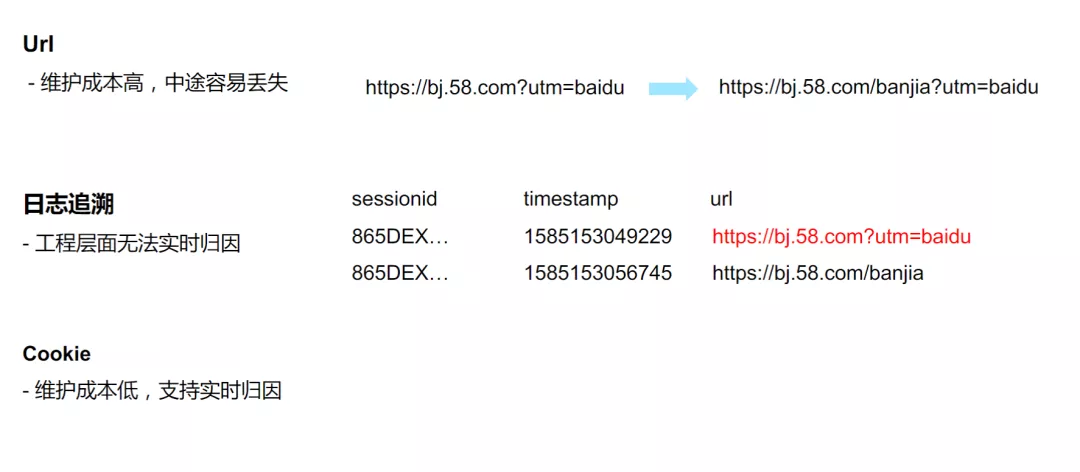 Url
- 维护成本高，中途容易丢失
https://bj.58.com?utm=baidu
https://bj.58.com/banjia?utm=baidu
日志追溯
- 工程层面无法实时归因
sessionid timestamp url
865DEX… 1585153049229 https://bj.58.com?utm=baidu
865DEX… 1585153056745 https://bj.58.com/banjia
Cookie
- 维护成本低，支持实时归因